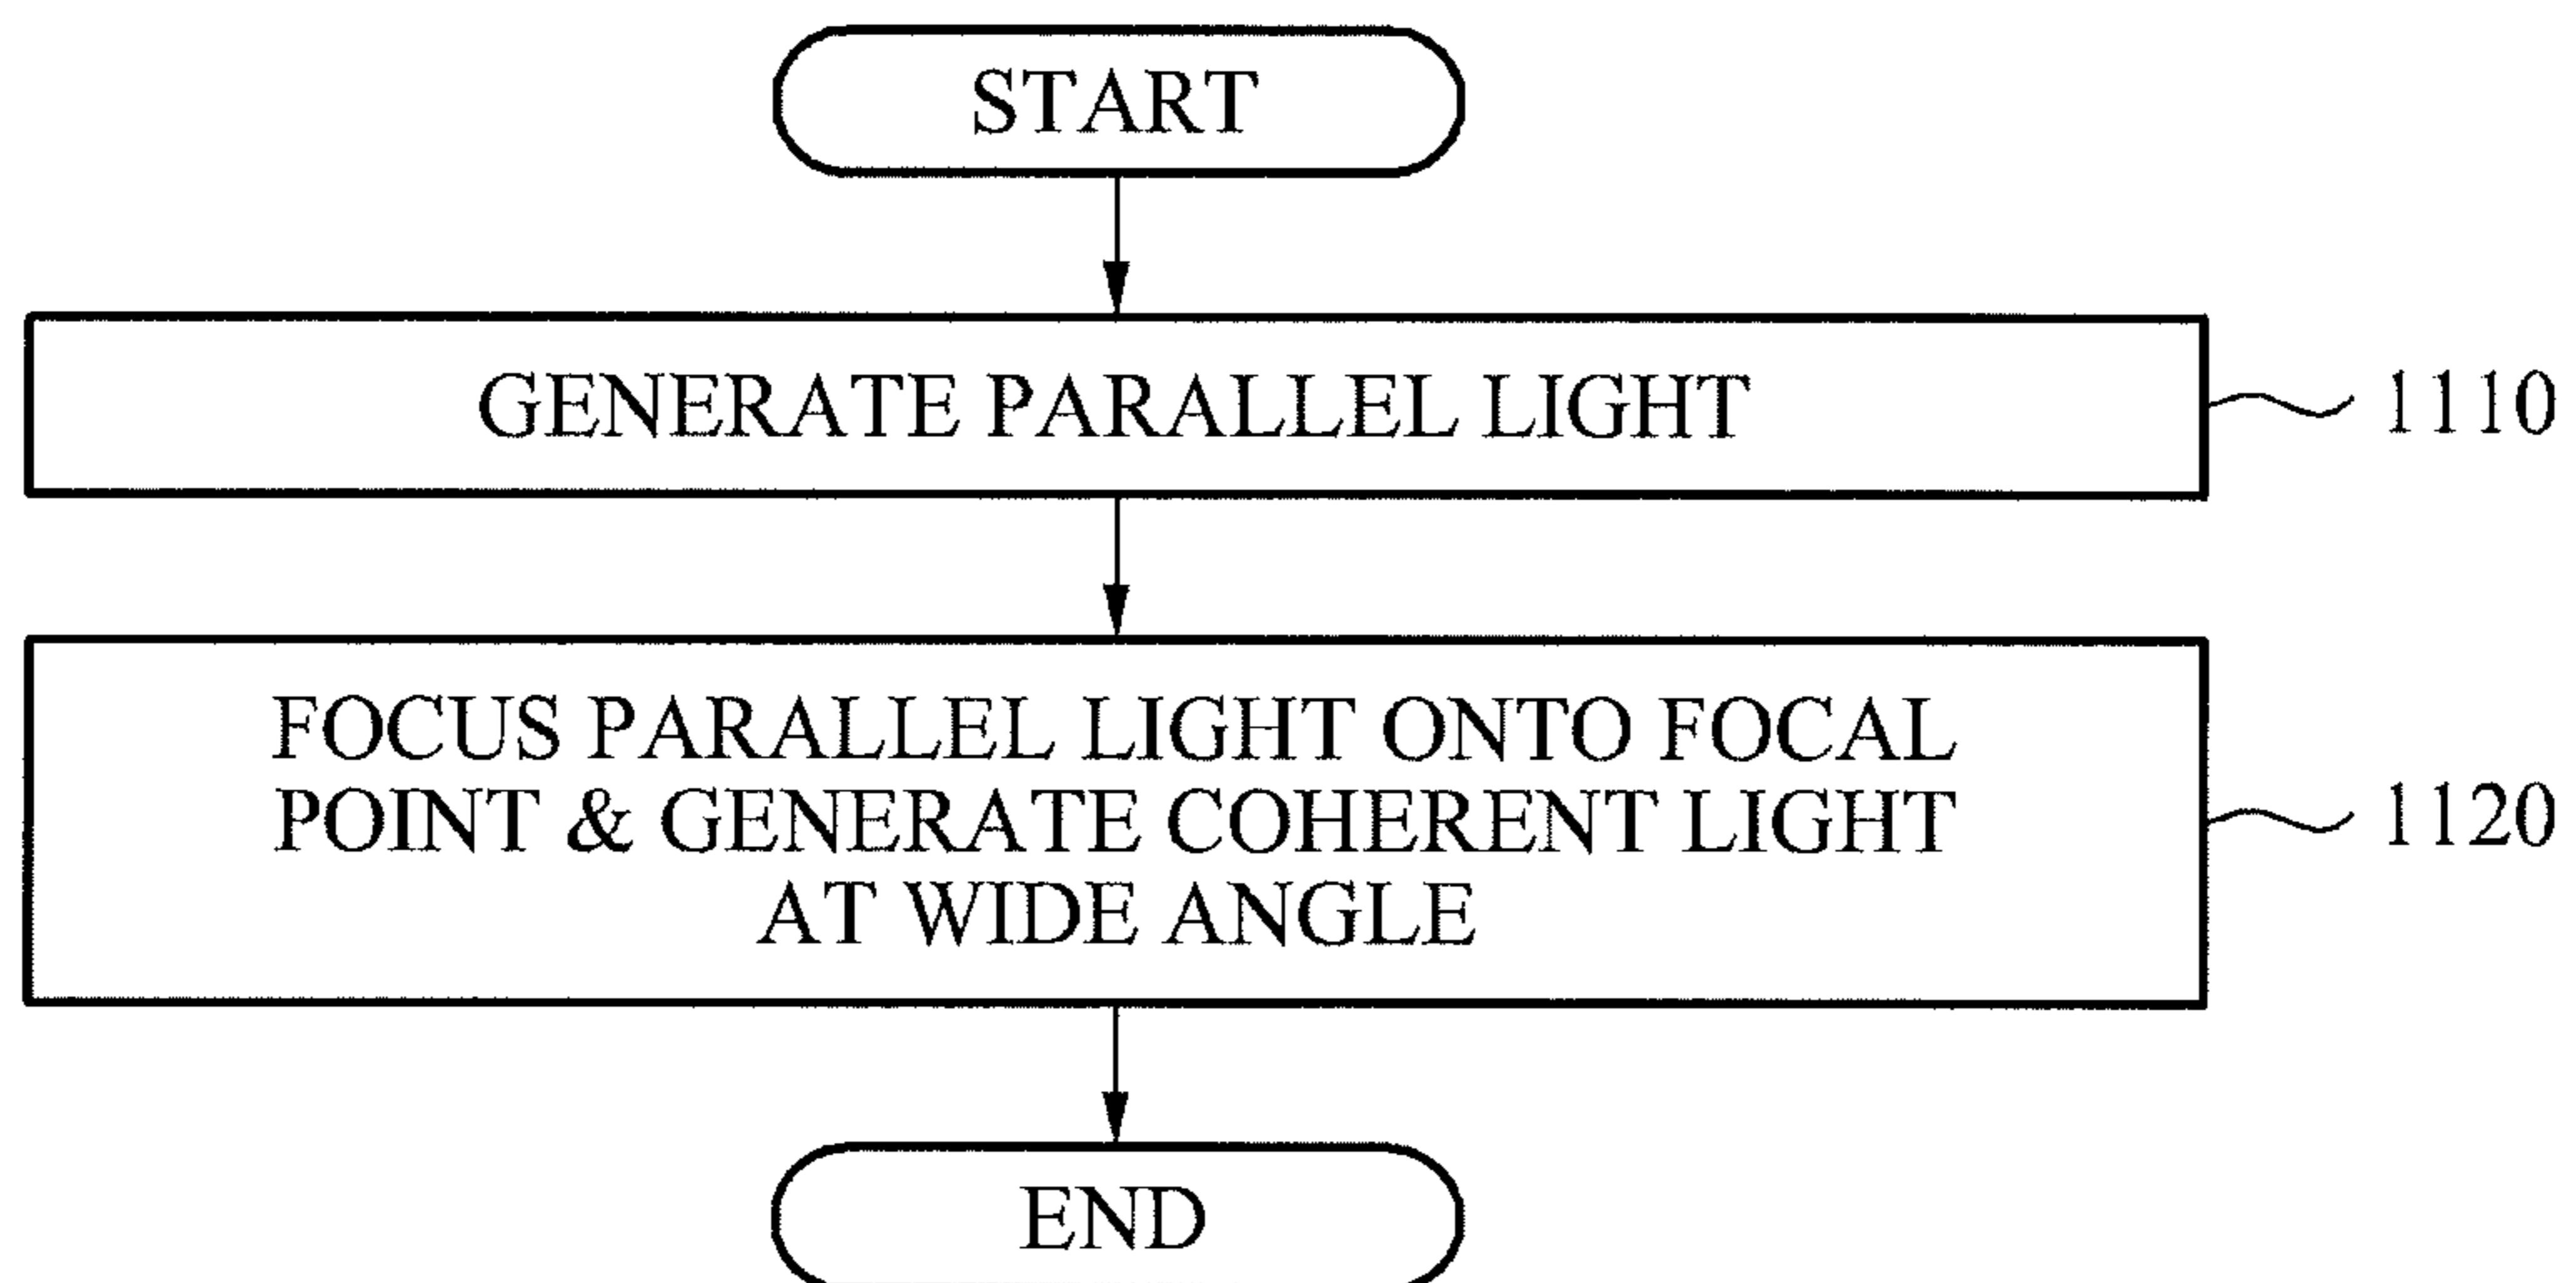 START
GENERATE PARALLEL LIGHT
1110
FOCUS PARALLEL LIGHT ONTO FOCAL
POINT & GENERATE COHERENT LIGHT
AT WIDE ANGLE
1120
END